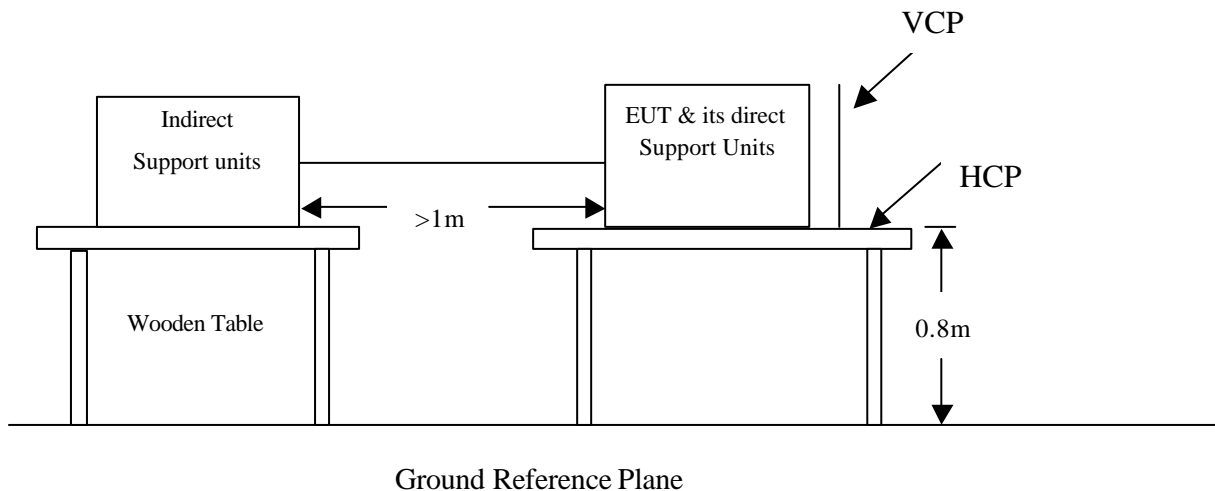 VCP
Indirect
Support units
EUT & its direct
Support Units
HCP
>1m
Wooden Table
0.8m
Ground Reference Plane